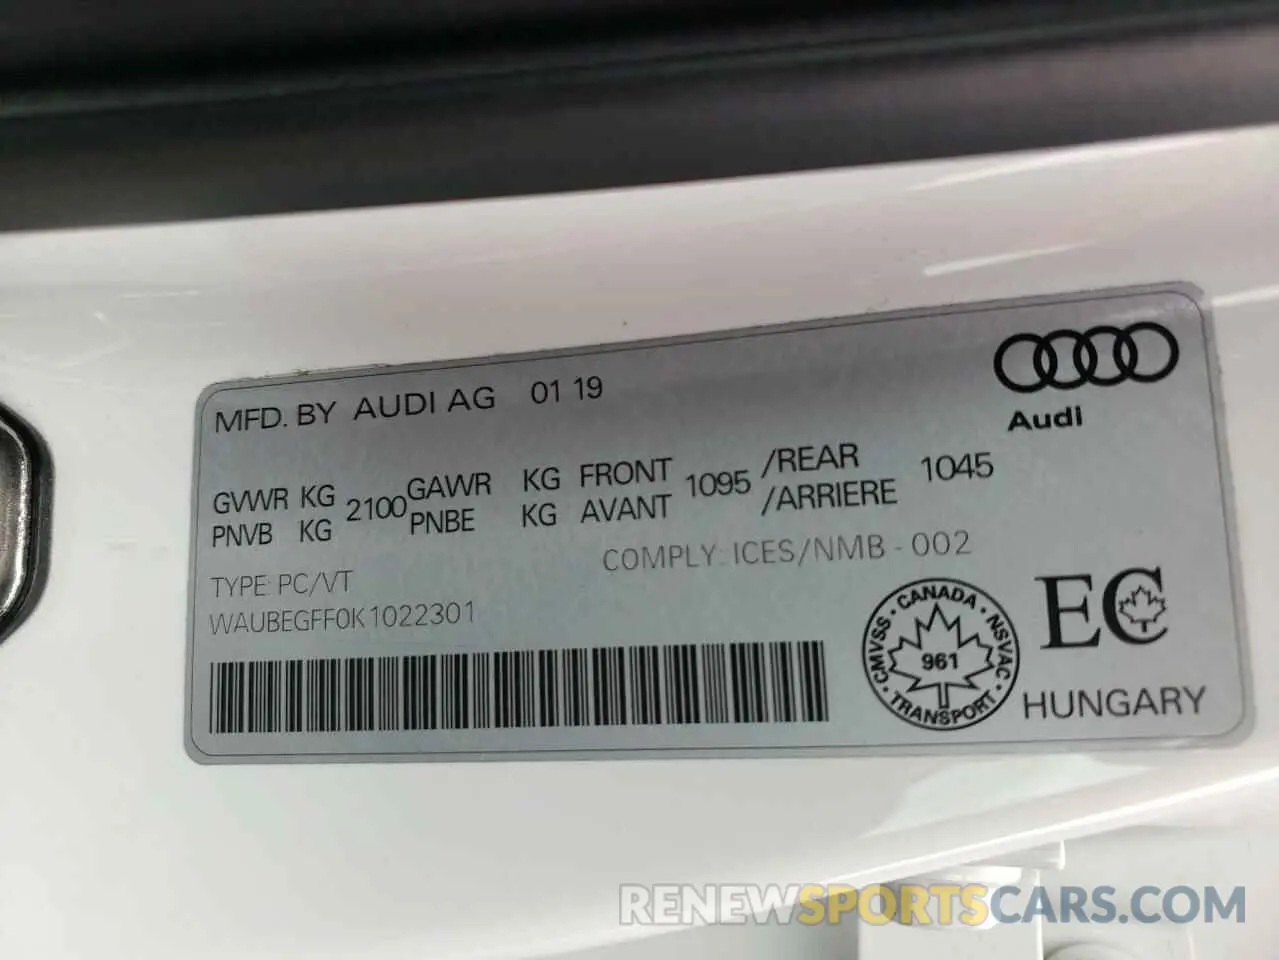 MFD. BY AUDI AG 01 19
Audi
GVWR KG 2100 GAWR KG FRONT 1095 /REAR 1045
PNVB KG PNBE KG AVANT /ARRIERE
COMPLY: ICES/NMB - 002
TYPE: PC/VT
WAUBEGFF0K1022301
CANADA
CMVSS · NSVAC
961
TRANSPORT
EC
HUNGARY
RENEWSPORTSCARS.COM